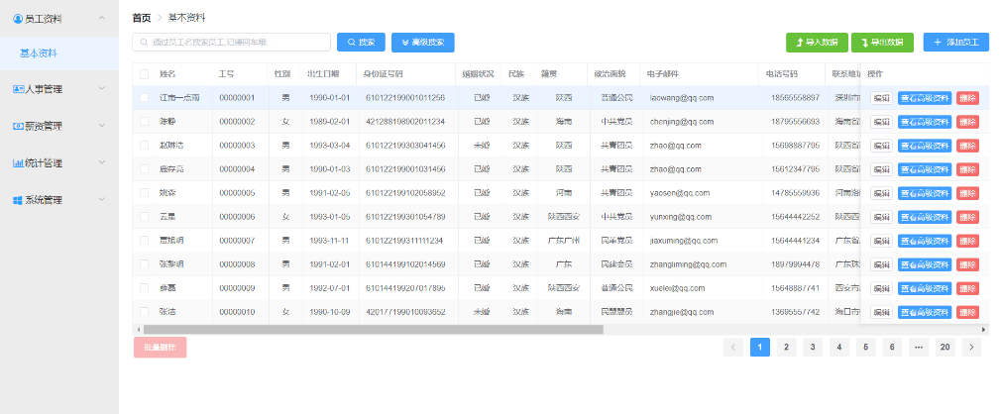 员工资料
基本资料
人事管理
薪资管理
统计管理
系统管理
首页 > 基本资料
通过员工名搜索员工,记得回车哦 搜索 高级搜索 导入数据 导出数据 + 添加员工
姓名 工号 性别 出生日期 身份证号码 婚姻状况 民族 籍贯 政治面貌 电子邮件 电话号码 联系地址 操作
江南一点雨 00000001 男 1990-01-01 610122199001011256 已婚 汉族 陕西 普通公民 laowang@qq.com 18565558897 深圳市 编辑 查看高级资料 删除
陈静 00000002 女 1989-02-01 421288198902011234 已婚 汉族 海南 中共党员 chenjing@qq.com 18795556693 海南省 编辑 查看高级资料 删除
赵琳浩 00000003 男 1993-03-04 610122199303041456 未婚 汉族 陕西 共青团员 zhao@qq.com 15698887795 陕西省 编辑 查看高级资料 删除
鹿存亮 00000004 男 1990-01-03 610122199001031456 已婚 汉族 陕西 共青团员 zhao@qq.com 15612347795 陕西省 编辑 查看高级资料 删除
姚森 00000005 男 1991-02-05 610122199102058952 已婚 汉族 河南 共青团员 yaosen@qq.com 14785559936 河南洛 编辑 查看高级资料 删除
云星 00000006 女 1993-01-05 610122199301054789 已婚 汉族 陕西西安 中共党员 yunxing@qq.com 15644442252 陕西西 编辑 查看高级资料 删除
贾旭明 00000007 男 1993-11-11 610122199311111234 已婚 汉族 广东广州 民革党员 jiaxuming@qq.com 15644441234 广东省 编辑 查看高级资料 删除
张黎明 00000008 男 1991-02-01 610144199102014569 已婚 汉族 广东 民建会员 zhangliming@qq.com 18979994478 广东珠 编辑 查看高级资料 删除
薛磊 00000009 男 1992-07-01 610144199207017895 已婚 汉族 陕西西安 普通公民 xuelei@qq.com 15648887741 西安市 编辑 查看高级资料 删除
张洁 00000010 女 1990-10-09 420177199010093652 未婚 汉族 海南 民盟盟员 zhangjie@qq.com 13695557742 海口市 编辑 查看高级资料 删除
批量删除 < 1 2 3 4 5 6 ••• 20 >